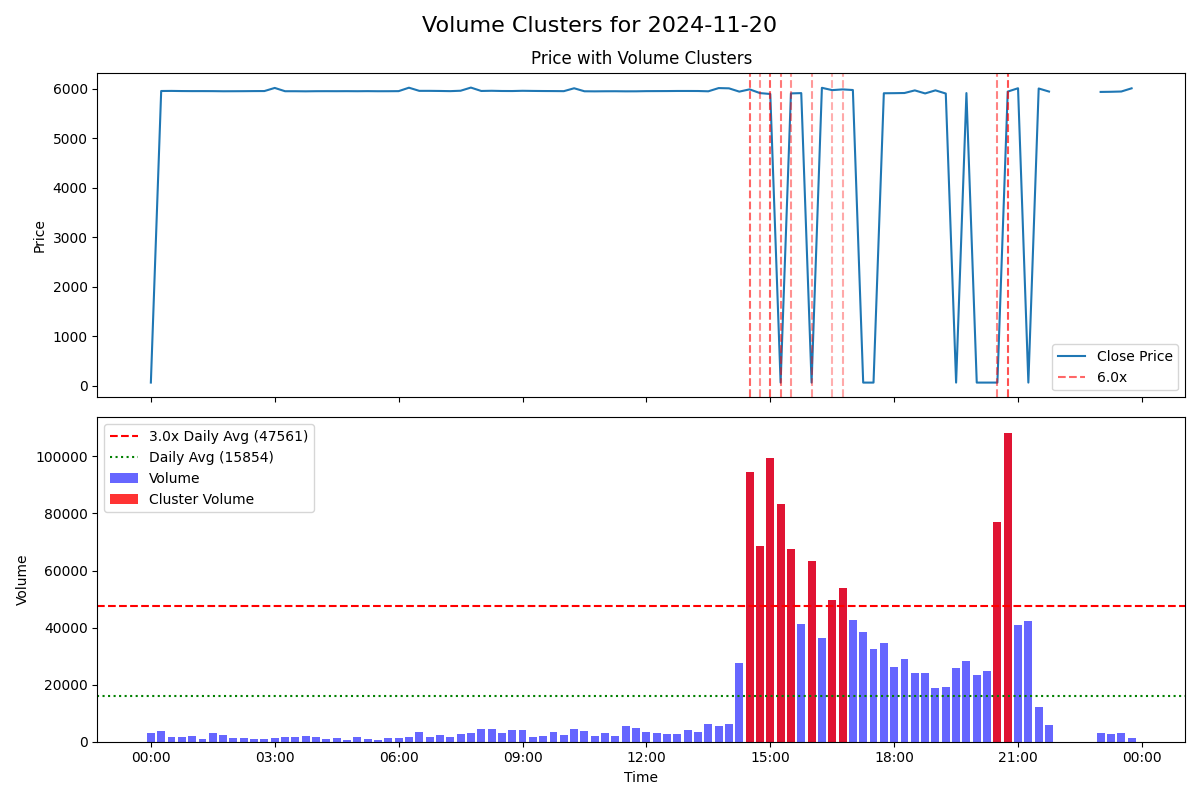 Volume Clusters for 2024-11-20
Price with Volume Clusters
6000
5000
4000
3000
2000
1000
0
Price
Close Price
6.0x
3.0x Daily Avg (47561)
Daily Avg (15854)
Volume
Cluster Volume
100000
80000
60000
40000
20000
0
Volume
00:00 03:00 06:00 09:00 12:00 15:00 18:00 21:00 00:00
Time